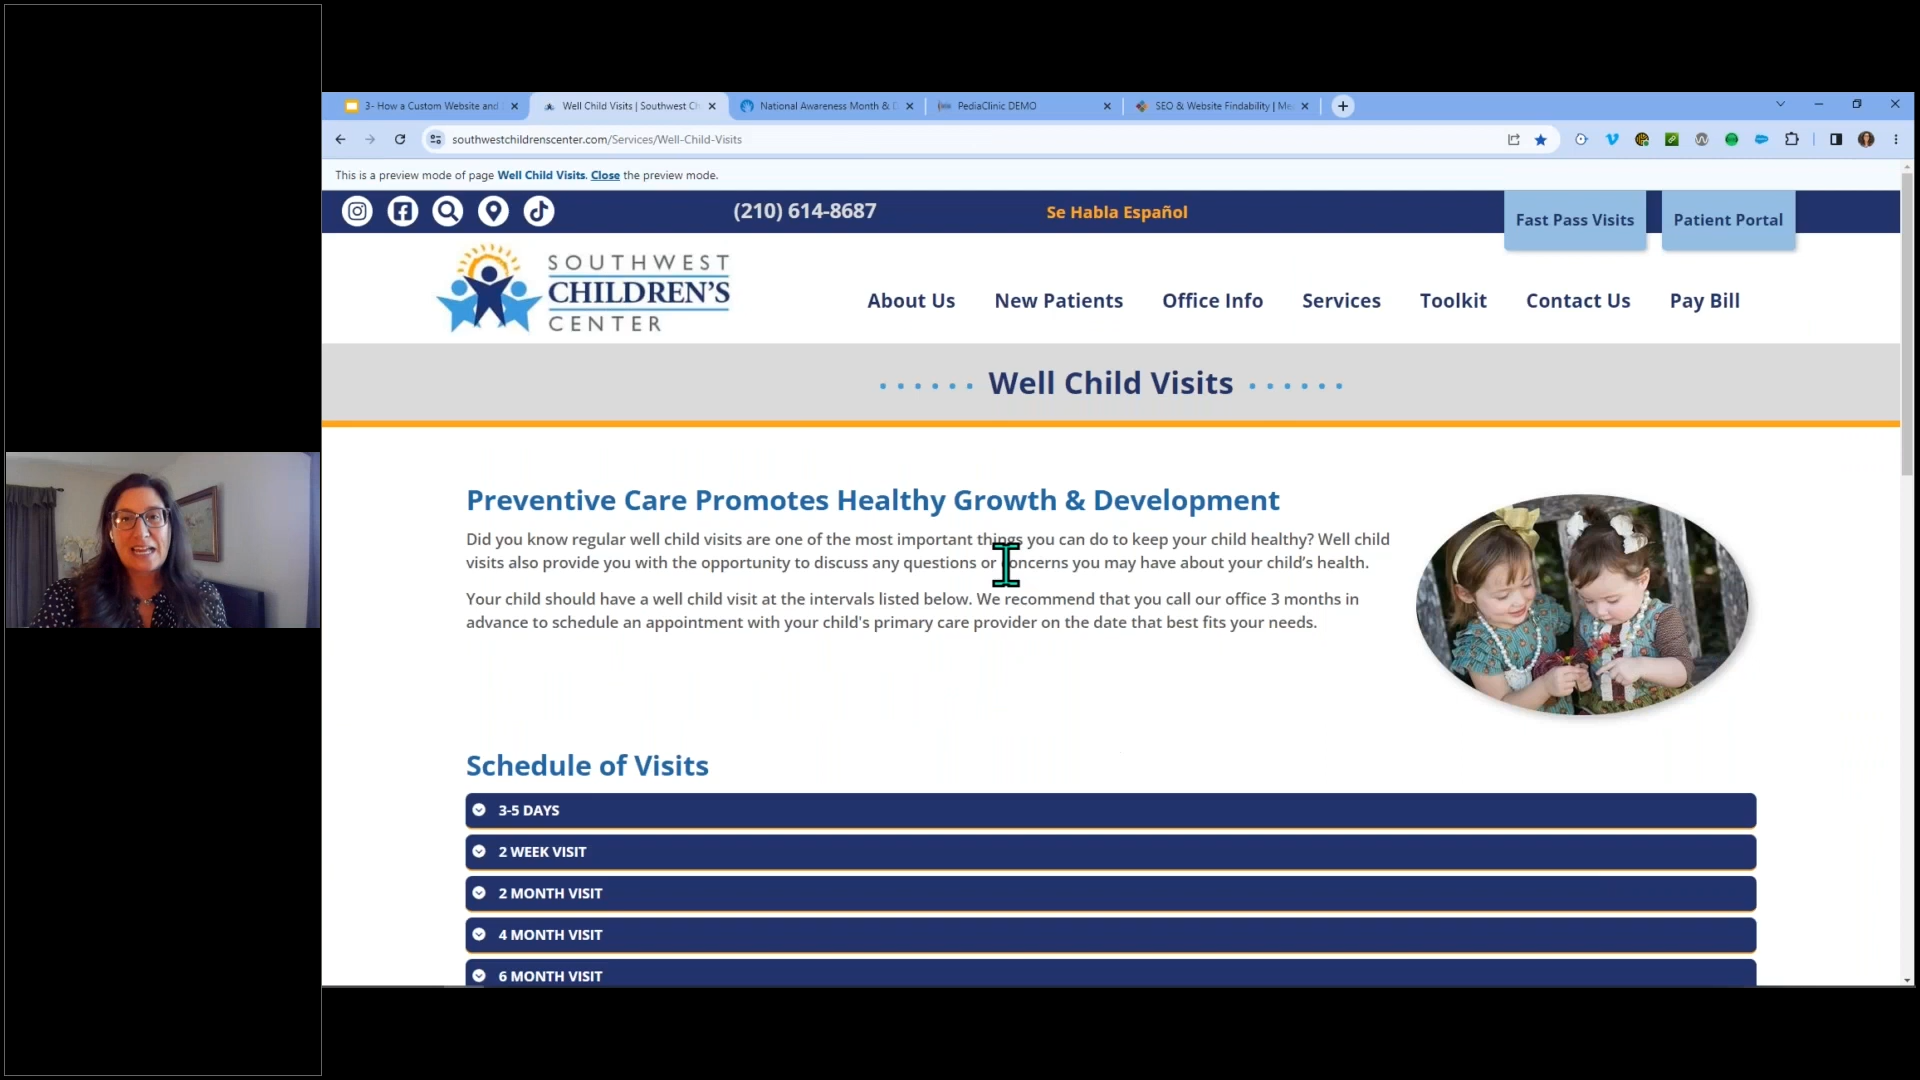 3- How a Custom Website and
Well Child Visits | Southwest Ch
National Awareness Month & D
PediaClinic DEMO
SEO & Website Findability | Me
southwestchildrenscenter.com/Services/Well-Child-Visits
This is a preview mode of page Well Child Visits. Close the preview mode.
(210) 614-8687
Se Habla Español
Fast Pass Visits
Patient Portal
SOUTHWEST
CHILDREN'S
CENTER
About Us
New Patients
Office Info
Services
Toolkit
Contact Us
Pay Bill
Well Child Visits
Preventive Care Promotes Healthy Growth & Development
Did you know regular well child visits are one of the most important things you can do to keep your child healthy? Well child
visits also provide you with the opportunity to discuss any questions or concerns you may have about your child’s health.
Your child should have a well child visit at the intervals listed below. We recommend that you call our office 3 months in
advance to schedule an appointment with your child's primary care provider on the date that best fits your needs.
Schedule of Visits
3-5 DAYS
2 WEEK VISIT
2 MONTH VISIT
4 MONTH VISIT
6 MONTH VISIT